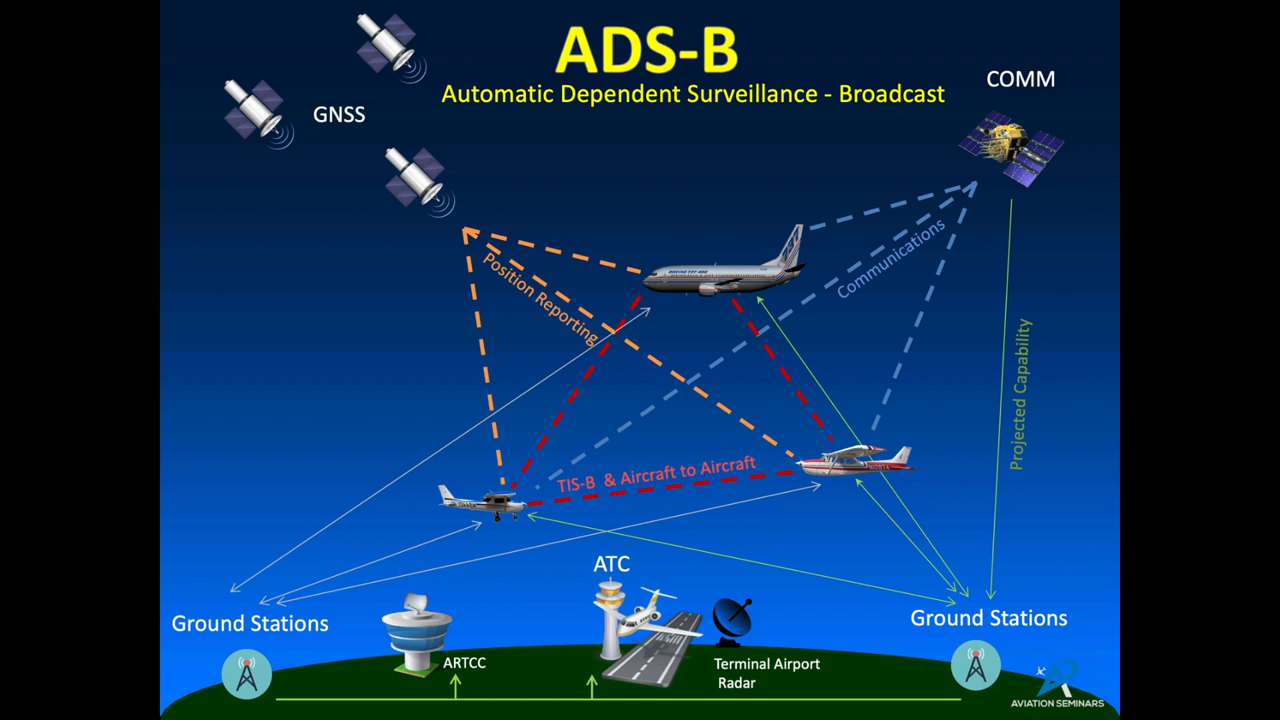 ADS-B
Automatic Dependent Surveillance - Broadcast
GNSS
COMM
Position Reporting
Communications
Projected Capability
TIS-B & Aircraft to Aircraft
ATC
Ground Stations
Ground Stations
ARTCC
Terminal Airport
Radar
AVIATION SEMINARS